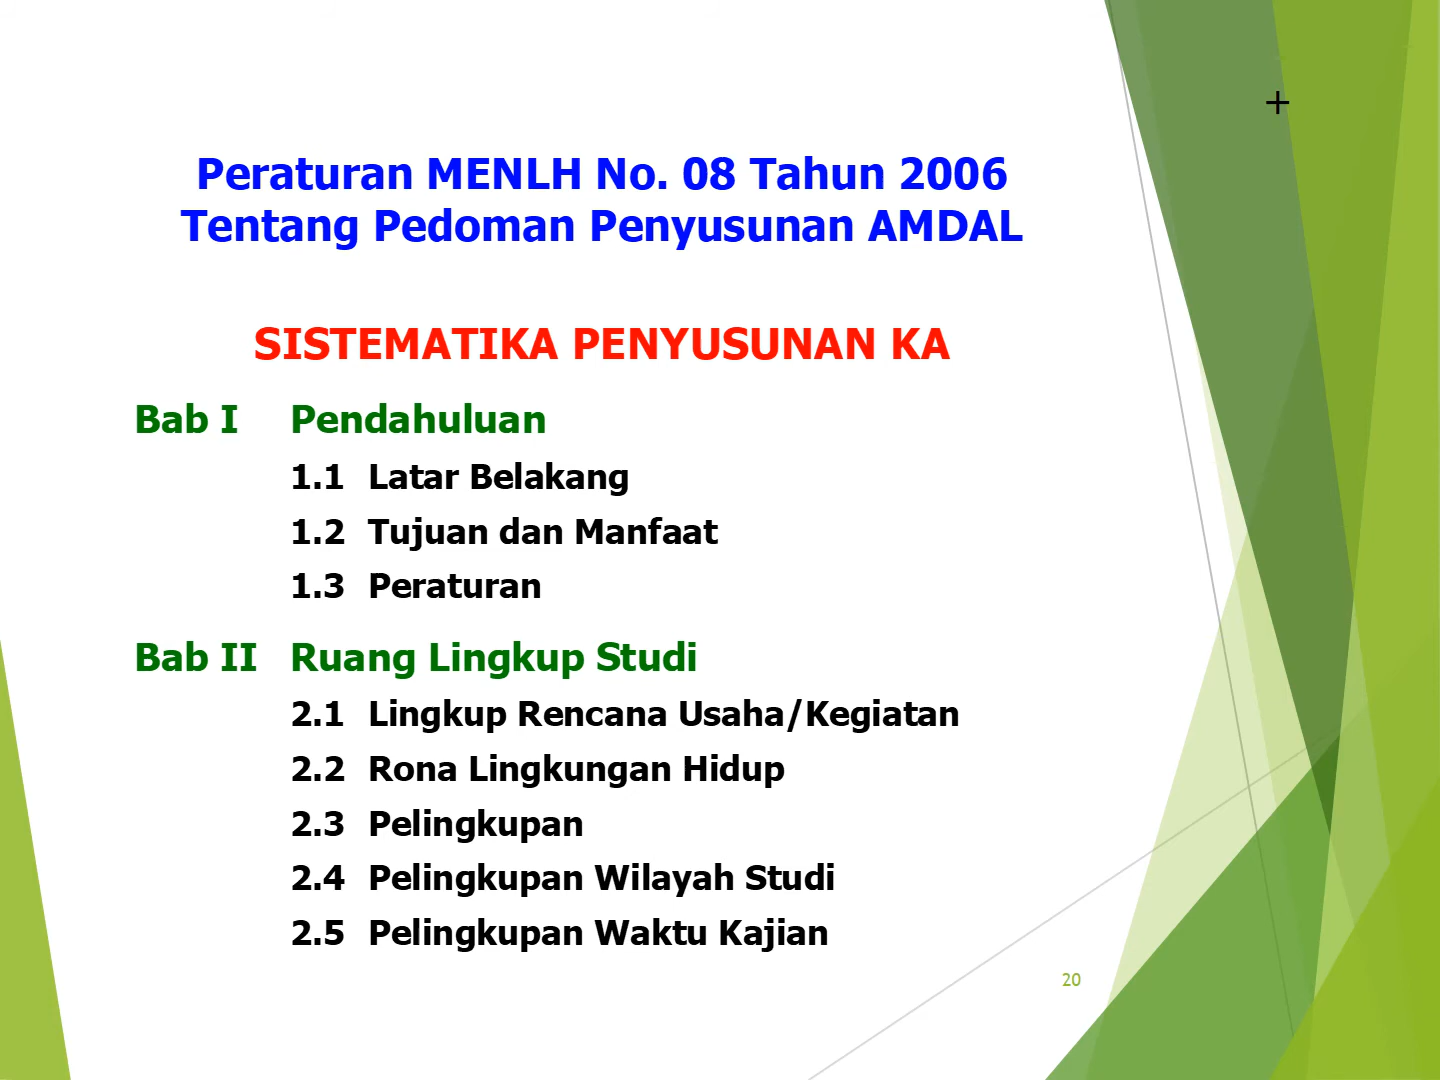 +
Peraturan MENLH No. 08 Tahun 2006
Tentang Pedoman Penyusunan AMDAL
SISTEMATIKA PENYUSUNAN KA
Bab I Pendahuluan
1.1 Latar Belakang
1.2 Tujuan dan Manfaat
1.3 Peraturan
Bab II Ruang Lingkup Studi
2.1 Lingkup Rencana Usaha/Kegiatan
2.2 Rona Lingkungan Hidup
2.3 Pelingkupan
2.4 Pelingkupan Wilayah Studi
2.5 Pelingkupan Waktu Kajian
20